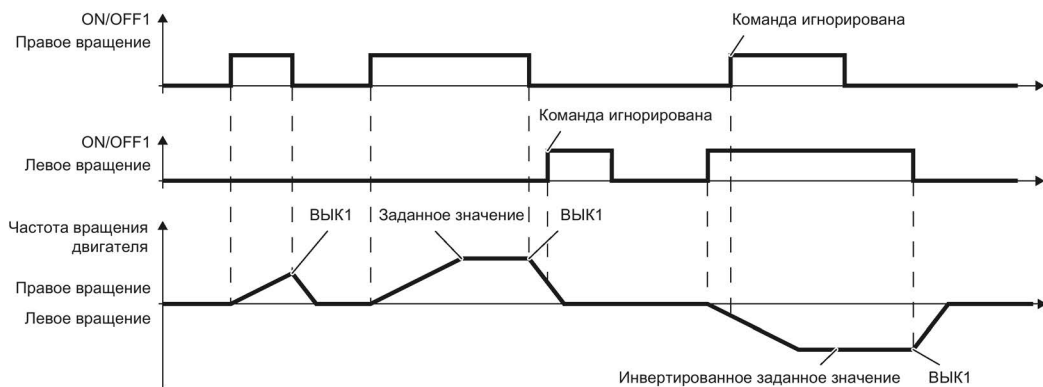 ON/OFF1
Правое вращение
Команда игнорирована
ON/OFF1
Левое вращение
Команда игнорирована
Частота вращения
двигателя
ВЫК1
Заданное значение
ВЫК1
Правое вращение
Левое вращение
Инвертированное заданное значение
ВЫК1